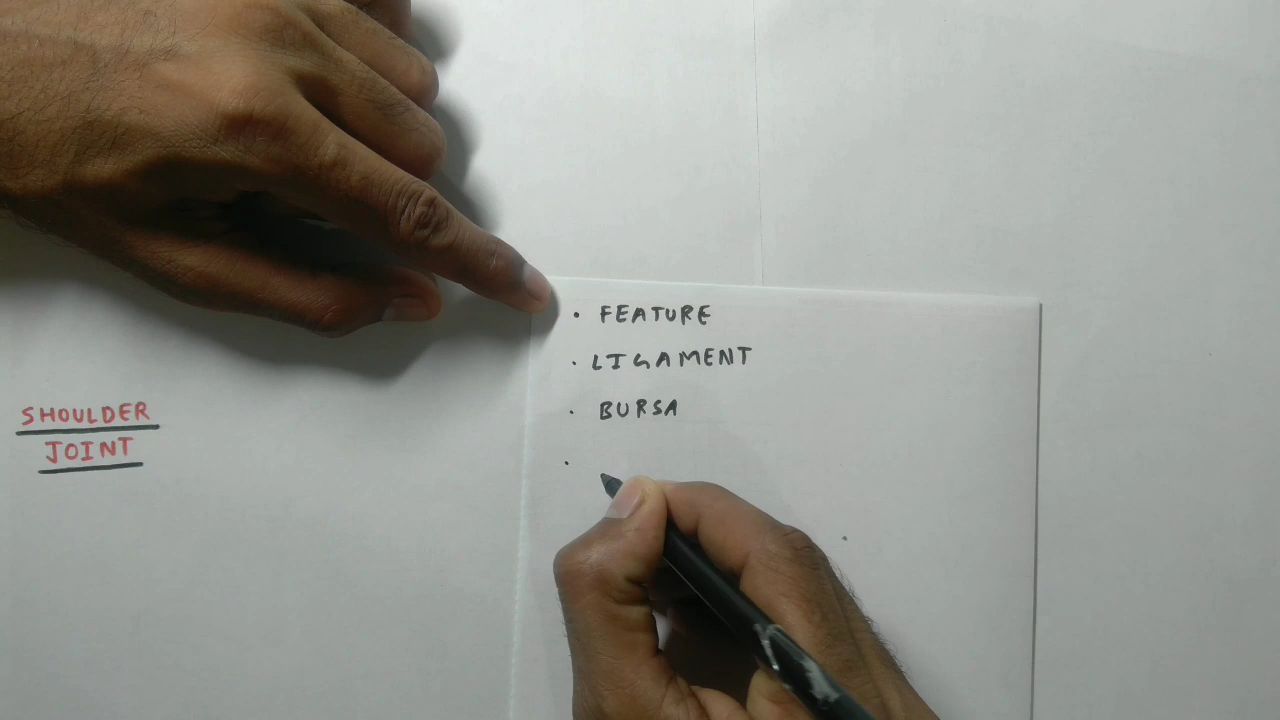 SHOULDER
JOINT
• FEATURE
• LIGAMENT
• BURSA
•